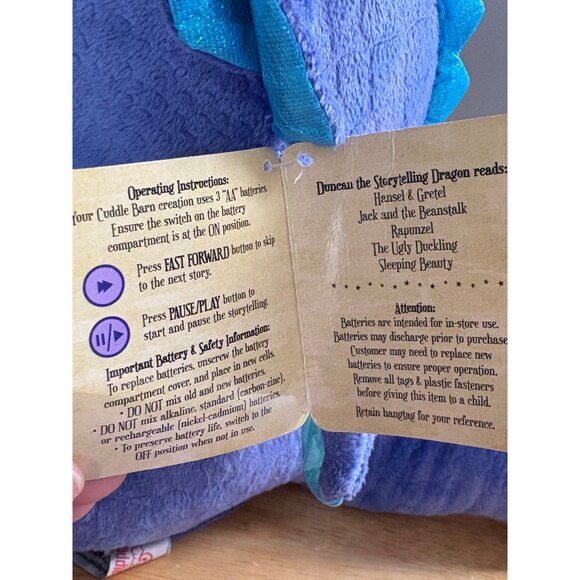 Operating Instructions:
Your Cuddle Barn creation uses 3 "AA" batteries.
Ensure the switch on the battery
compartment is at the ON position.
Press FAST FORWARD button to skip
to the next story.
Press PAUSE/PLAY button to
start and pause the storytelling.
Important Battery & Safety Information:
To replace batteries, unscrew the battery
compartment cover, and place in new cells.
• DO NOT mix old and new batteries.
• DO NOT mix alkaline, standard (carbon-zinc),
or rechargeable (nickel-cadmium) batteries.
• To preserve battery life, switch to the
OFF position when not in use.
Duncan the Storytelling Dragon reads:
Hansel & Gretel
Jack and the Beanstalk
Rapunzel
The Ugly Duckling
Sleeping Beauty
Attention:
Batteries are intended for in-store use.
Batteries may discharge prior to purchase.
Customer may need to replace new
batteries to ensure proper operation.
Remove all tags & plastic fasteners
before giving this item to a child.
Retain hangtag for your reference.